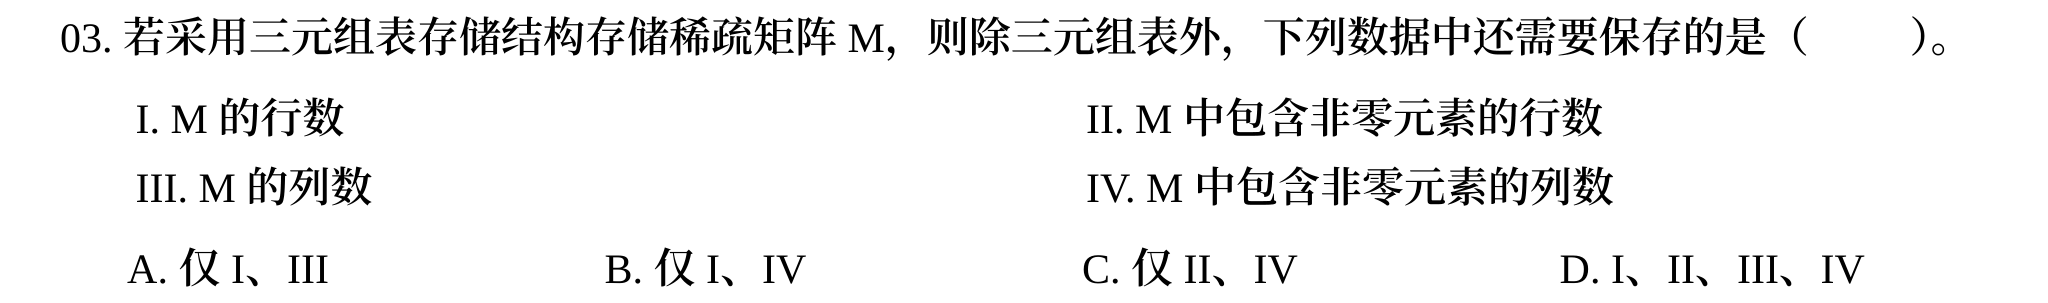 03. 若采用三元组表存储结构存储稀疏矩阵 M，则除三元组表外，下列数据中还需要保存的是（　　）。
I. M 的行数　　II. M 中包含非零元素的行数
III. M 的列数　　IV. M 中包含非零元素的列数
A. 仅 I、III　　B. 仅 I、IV　　C. 仅 II、IV　　D. I、II、III、IV